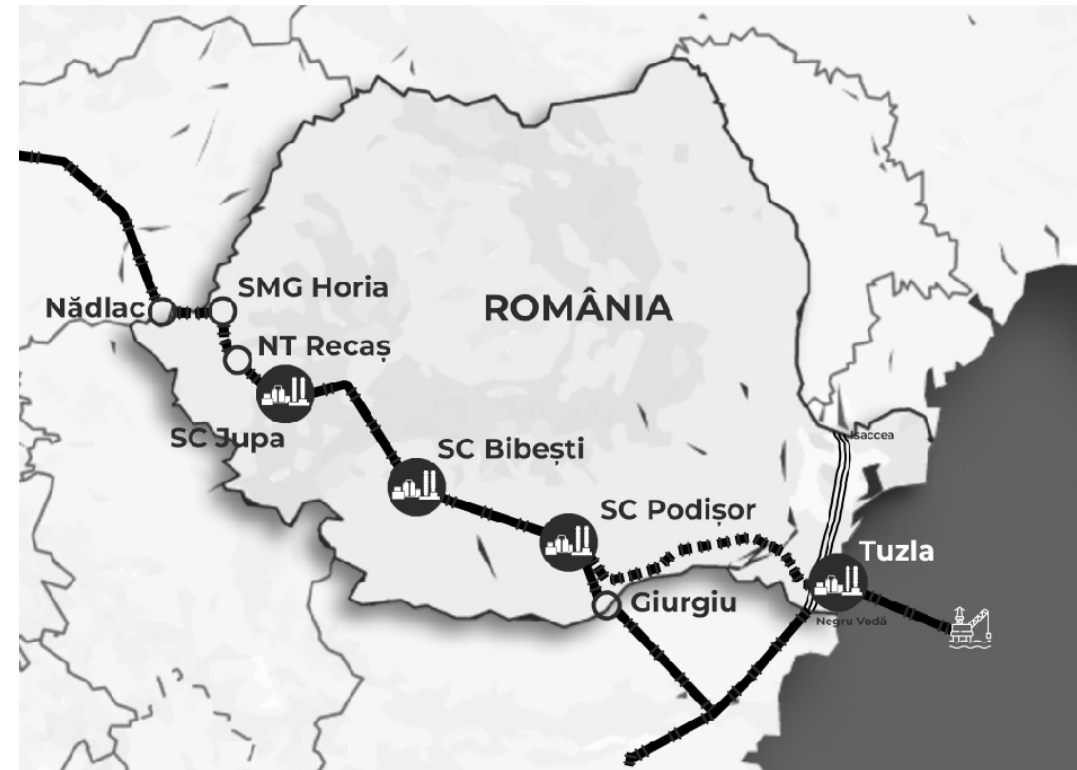 SMG Horia
Nădlac
ROMÂNIA
NT Recaș
SC Jupa
SC Bibești
Isaccea
SC Podișor
Tuzla
Giurgiu
Negru Vodă